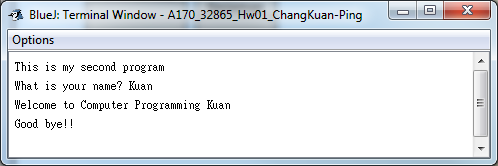 BlueJ: Terminal Window - A170_32865_Hw01_ChangKuan-Ping
Options
This is my second program
What is your name? Kuan
Welcome to Computer Programming Kuan
Good bye!!